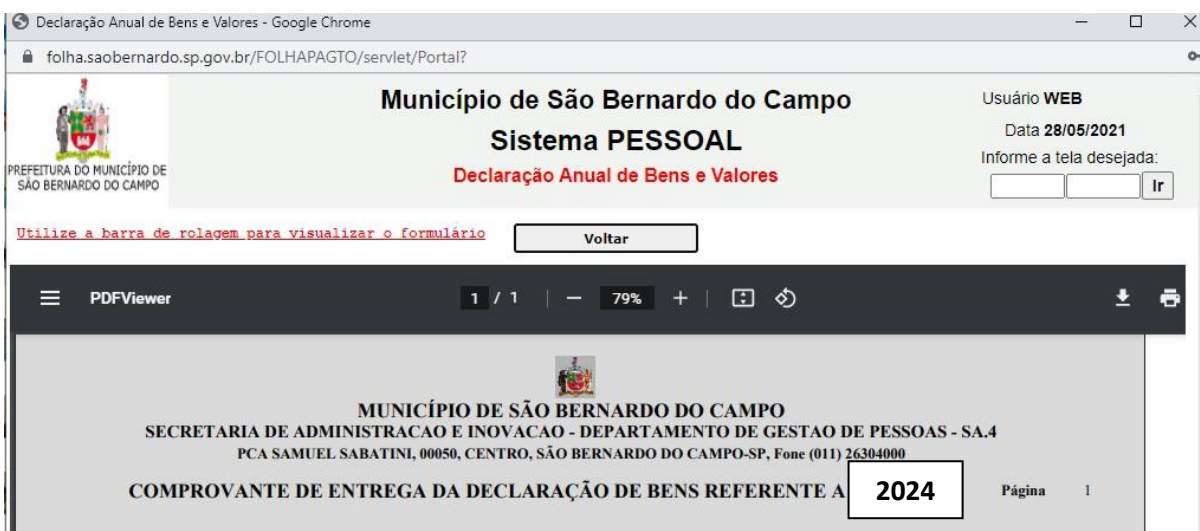 Declaração Anual de Bens e Valores - Google Chrome
folha.saobernardo.sp.gov.br/FOLHAPAGTO/servlet/Portal?
PREFEITURA DO MUNICÍPIO DE
SÃO BERNARDO DO CAMPO
Município de São Bernardo do Campo
Sistema PESSOAL
Declaração Anual de Bens e Valores
Usuário WEB
Data 28/05/2021
Informe a tela desejada:
Ir
Utilize a barra de rolagem para visualizar o formulário
Voltar
PDFViewer
1 / 1
79%
MUNICÍPIO DE SÃO BERNARDO DO CAMPO
SECRETARIA DE ADMINISTRACAO E INOVACAO - DEPARTAMENTO DE GESTAO DE PESSOAS - SA.4
PCA SAMUEL SABATINI, 00050, CENTRO, SÃO BERNARDO DO CAMPO-SP, Fone (011) 26304000
COMPROVANTE DE ENTREGA DA DECLARAÇÃO DE BENS REFERENTE A 2024 Página 1